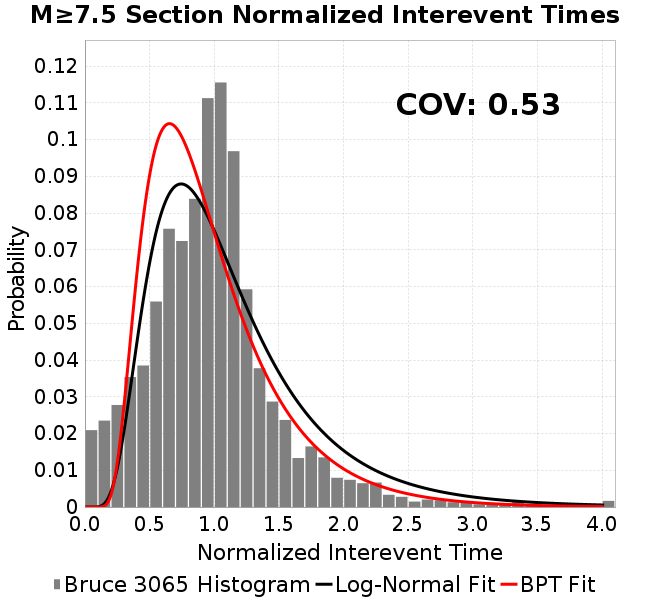 M≥7.5 Section Normalized Interevent Times
COV: 0.53
Probability
0.12
0.11
0.1
0.09
0.08
0.07
0.06
0.05
0.04
0.03
0.02
0.01
0
0.0 0.5 1.0 1.5 2.0 2.5 3.0 3.5 4.0
Normalized Interevent Time
Bruce 3065 Histogram Log-Normal Fit BPT Fit